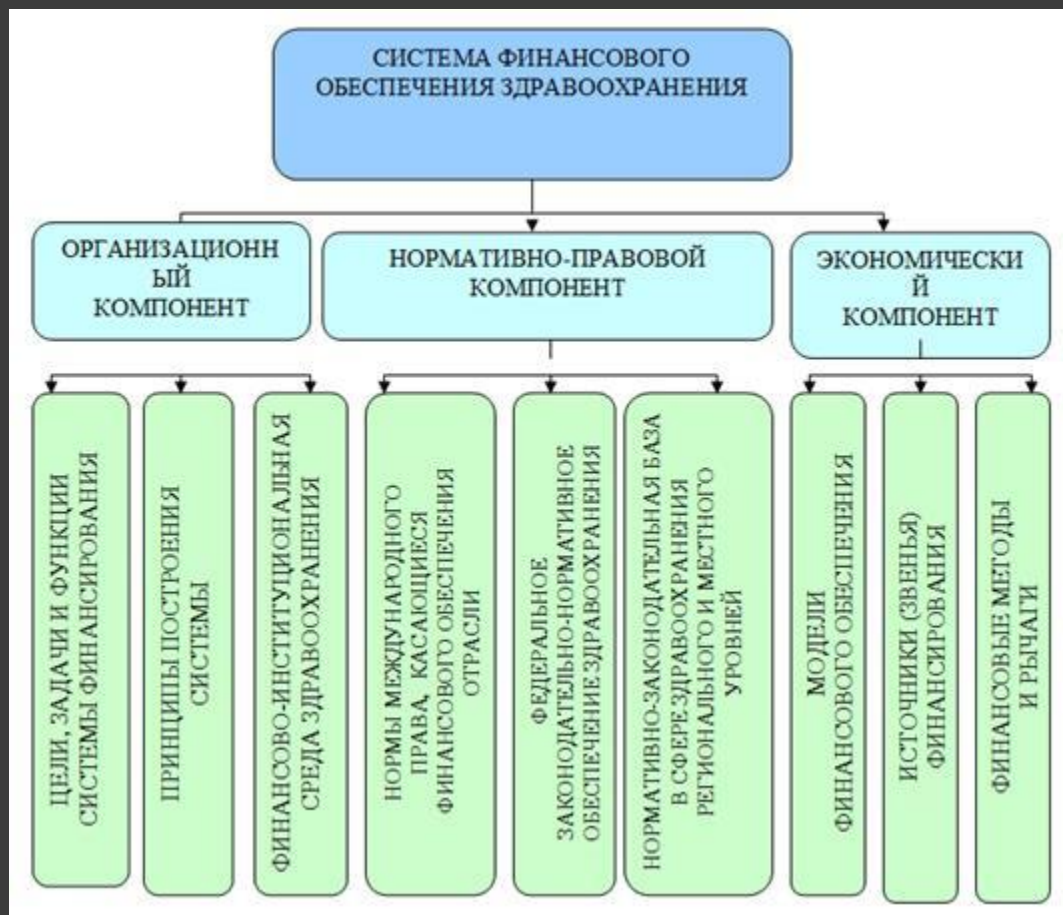 СИСТЕМА ФИНАНСОВОГО
ОБЕСПЕЧЕНИЯ ЗДРАВООХРАНЕНИЯ
ОРГАНИЗАЦИОНН
ЫЙ
КОМПОНЕНТ
НОРМАТИВНО-ПРАВОВОЙ
КОМПОНЕНТ
ЭКОНОМИЧЕСКИ
Й
КОМПОНЕНТ
ЦЕЛИ, ЗАДАЧИ И ФУНКЦИИ
СИСТЕМЫ ФИНАНСИРОВАНИЯ
ПРИНЦИПЫ ПОСТРОЕНИЯ
СИСТЕМЫ
ФИНАНСОВО-ИНСТИТУЦИОНАЛЬНАЯ
СРЕДА ЗДРАВООХРАНЕНИЯ
НОРМЫ МЕЖДУНАРОДНОГО
ПРАВА, КАСАЮЩИЕСЯ
ФИНАНСОВОГО ОБЕСПЕЧЕНИЯ
ОТРАСЛИ
ФЕДЕРАЛЬНОЕ
ЗАКОНОДАТЕЛЬНО-НОРМАТИВНОЕ
ОБЕСПЕЧЕНИЕ ЗДРАВООХРАНЕНИЯ
НОРМАТИВНО-ЗАКОНОДАТЕЛЬНАЯ БАЗА
В СФЕРЕ ЗДРАВООХРАНЕНИЯ
РЕГИОНАЛЬНОГО И МЕСТНОГО
УРОВНЕЙ
МОДЕЛИ
ФИНАНСОВОГО ОБЕСПЕЧЕНИЯ
ИСТОЧНИКИ (ЗВЕНЬЯ)
ФИНАНСИРОВАНИЯ
ФИНАНСОВЫЕ МЕТОДЫ
И РЫЧАГИ